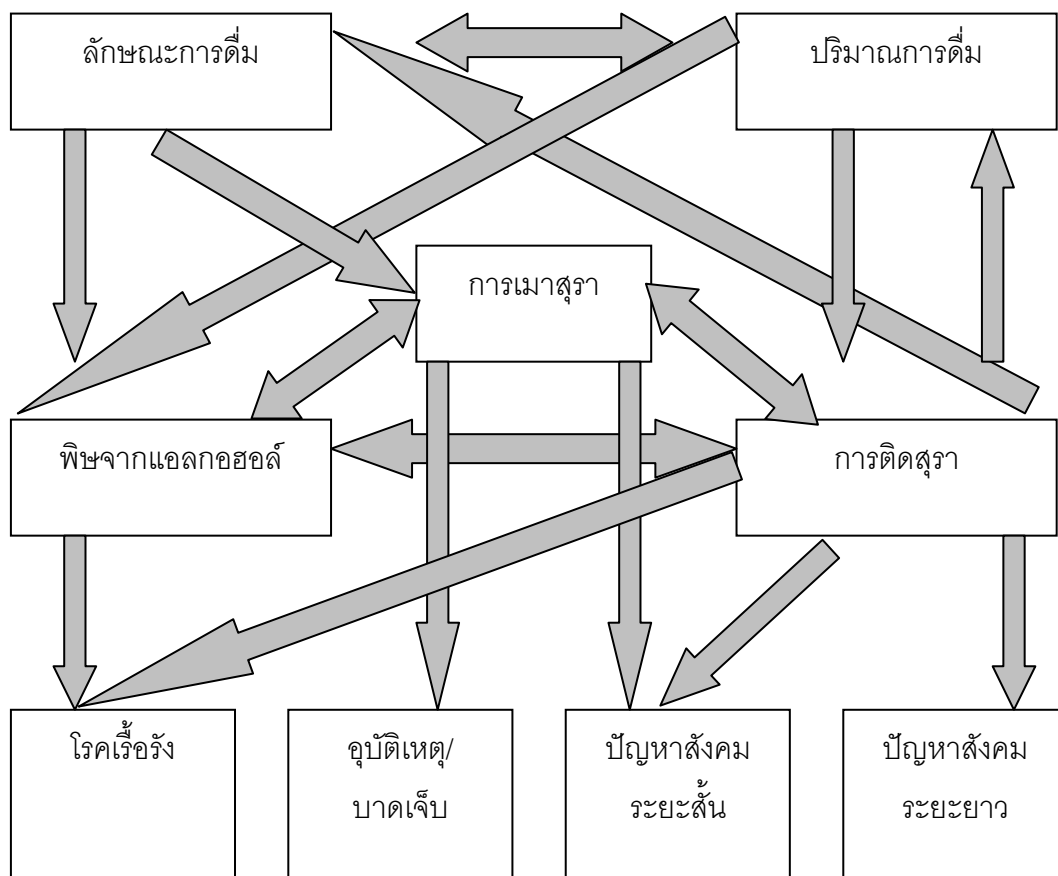 ลักษณะการดื่ม
ปริมาณการดื่ม
การเมาสุรา
พิษจากแอลกอฮอล์
การติดสุรา
โรคเรื้อรัง
อุบัติเหตุ/
บาดเจ็บ
ปัญหาสังคม
ระยะสั้น
ปัญหาสังคม
ระยะยาว